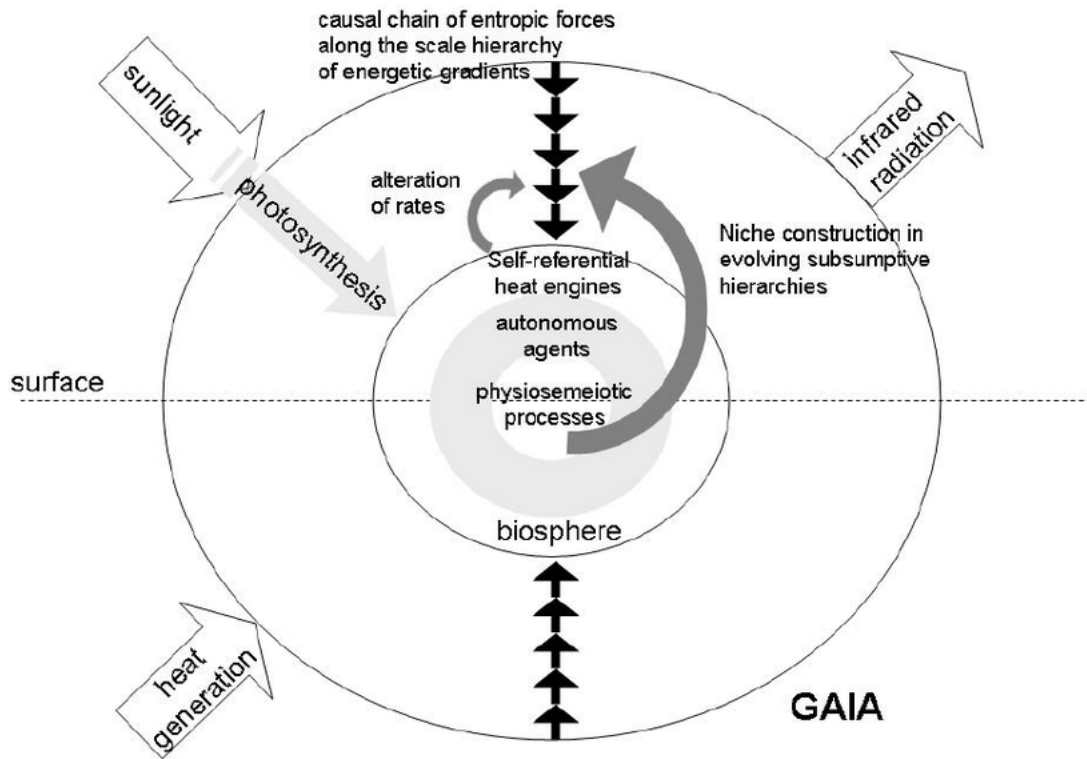 causal chain of entropic forces
along the scale hierarchy
of energetic gradients
sunlight
infrared
radiation
photosynthesis
alteration
of rates
Niche construction in
evolving subsumptive
hierarchies
Self-referential
heat engines
autonomous
agents
surface
physiosemeiotic
processes
biosphere
heat
generation
GAIA